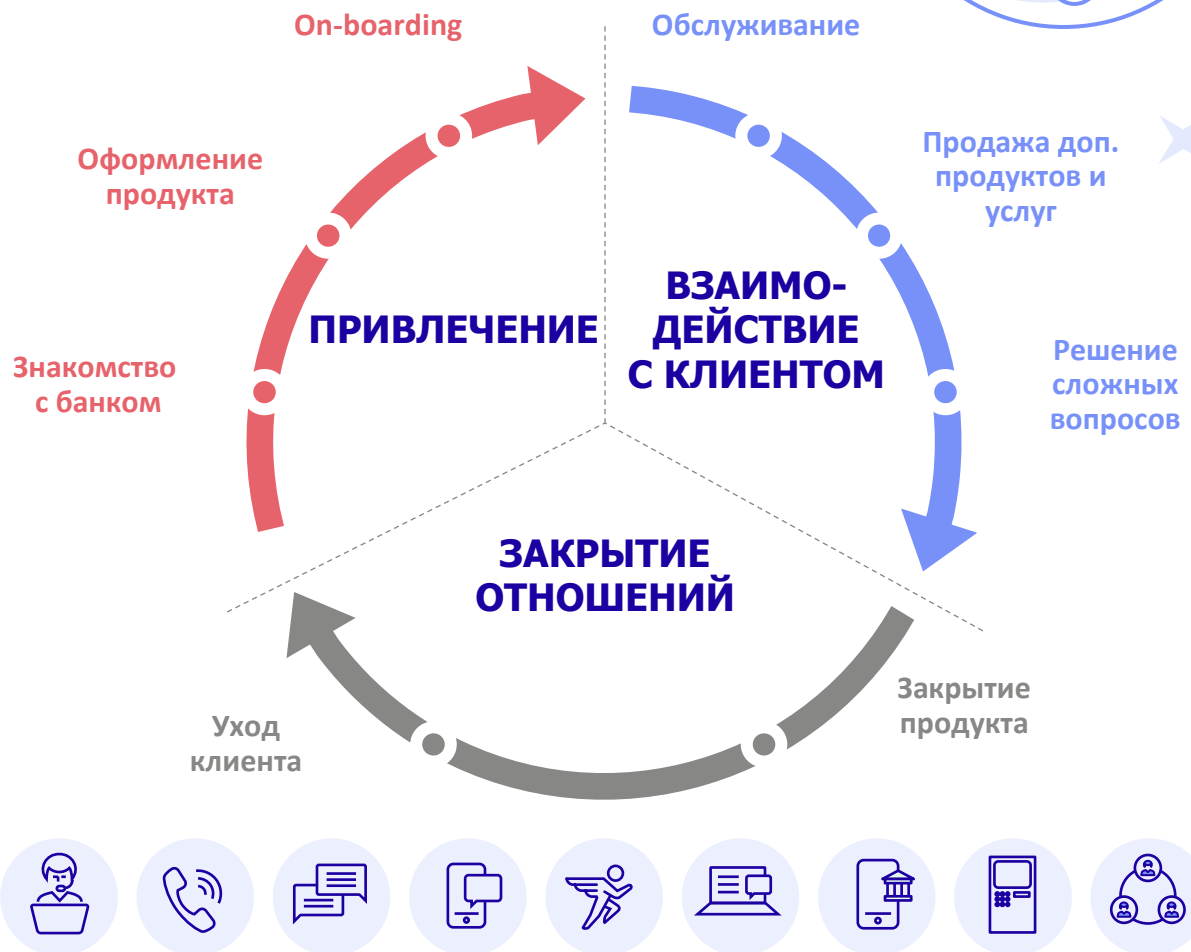 On-boarding
Обслуживание
Оформление
продукта
Продажа доп.
продуктов и
услуг
Знакомство
с банком
ПРИВЛЕЧЕНИЕ
ВЗАИМО-
ДЕЙСТВИЕ
С КЛИЕНТОМ
Решение
сложных
вопросов
ЗАКРЫТИЕ
ОТНОШЕНИЙ
Закрытие
продукта
Уход
клиента